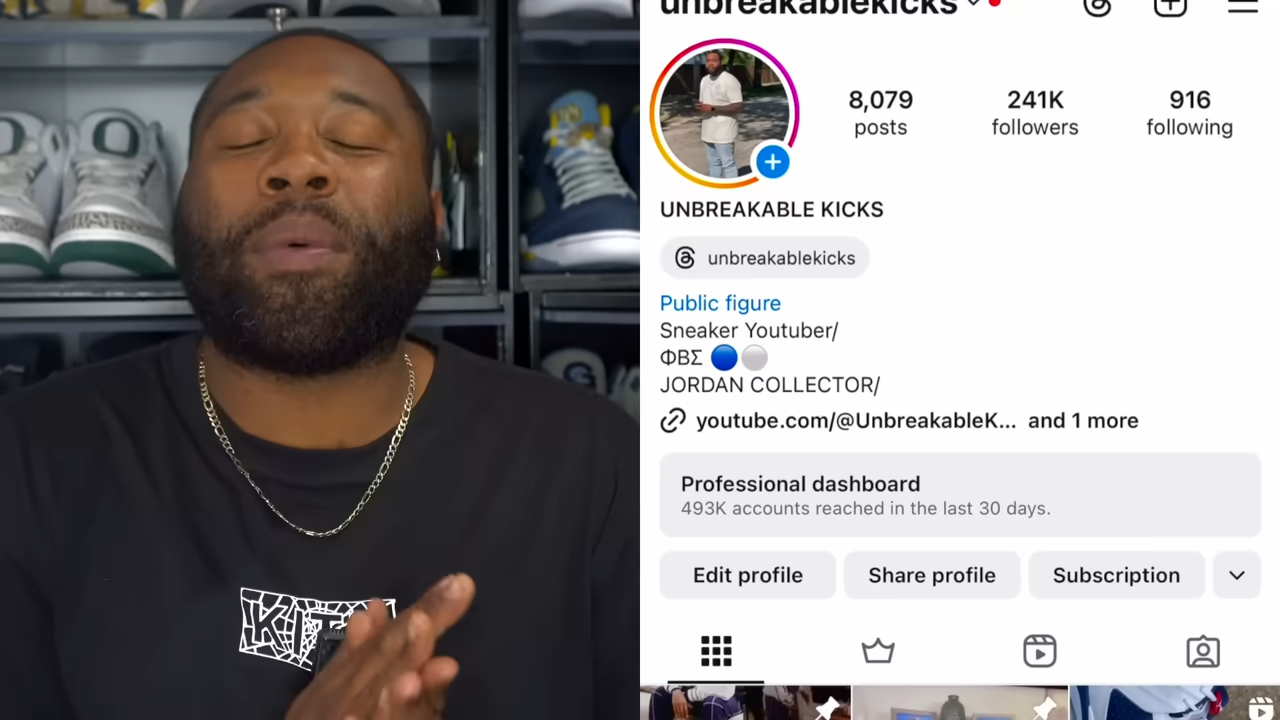 KITH
unbreakablekicks
8,079
posts
241K
followers
916
following
UNBREAKABLE KICKS
unbreakablekicks
Public figure
Sneaker Youtuber/
ΦΒΣ 🔵⚪
JORDAN COLLECTOR/
youtube.com/@UnbreakableK... and 1 more
Professional dashboard
493K accounts reached in the last 30 days.
Edit profile
Share profile
Subscription